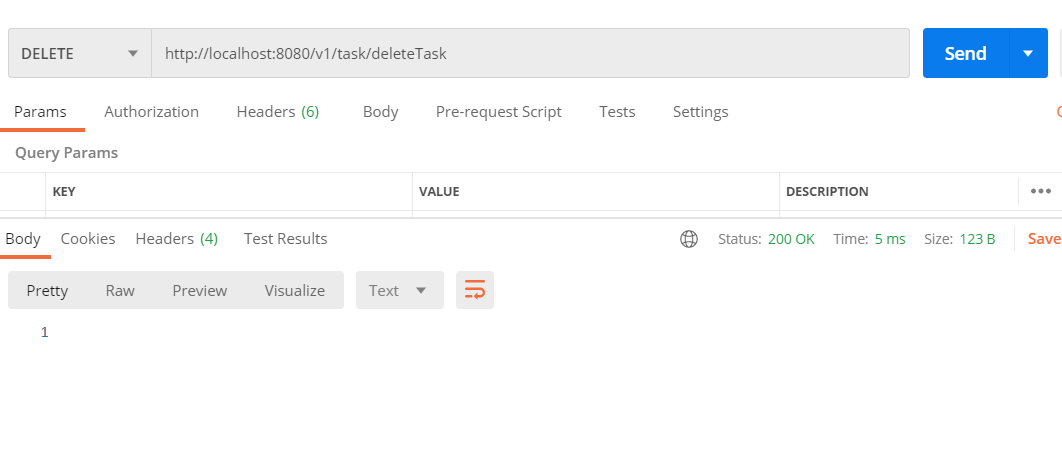 DELETE http://localhost:8080/v1/task/deleteTask Send
Params Authorization Headers (6) Body Pre-request Script Tests Settings
Query Params
KEY VALUE DESCRIPTION
Body Cookies Headers (4) Test Results Status: 200 OK Time: 5 ms Size: 123 B Save
Pretty Raw Preview Visualize Text
1